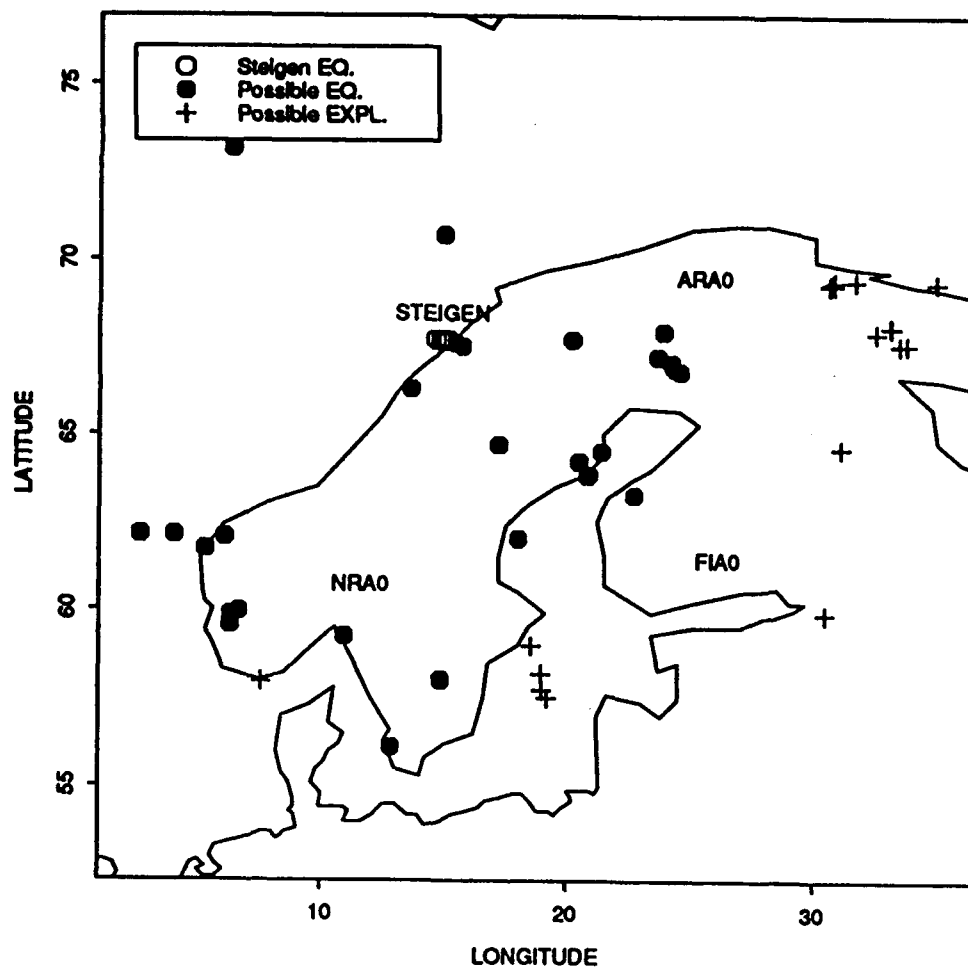 Steigen EQ.
Possible EQ.
Possible EXPL.
75
70
65
60
55
LATITUDE
ARA0
STEIGEN
NRA0
FIA0
10
20
30
LONGITUDE